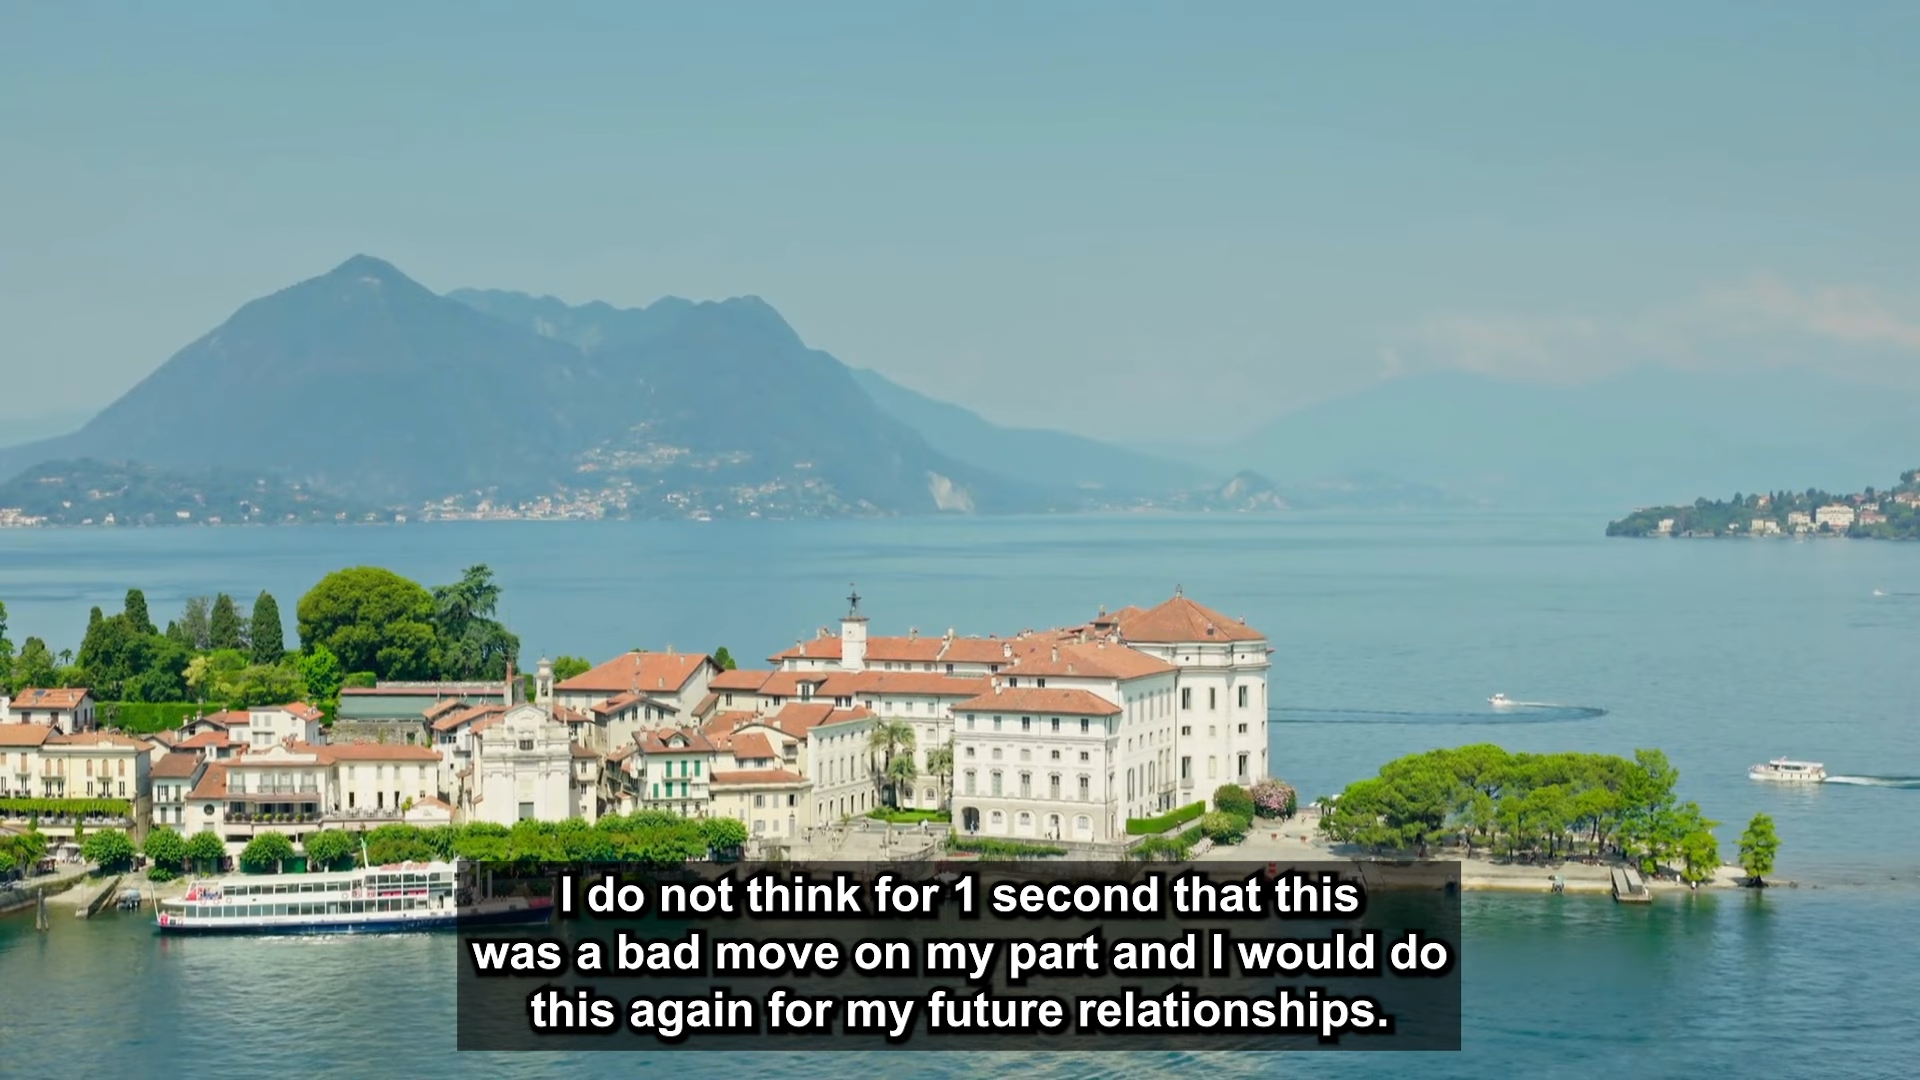 I do not think for 1 second that this
was a bad move on my part and I would do
this again for my future relationships.